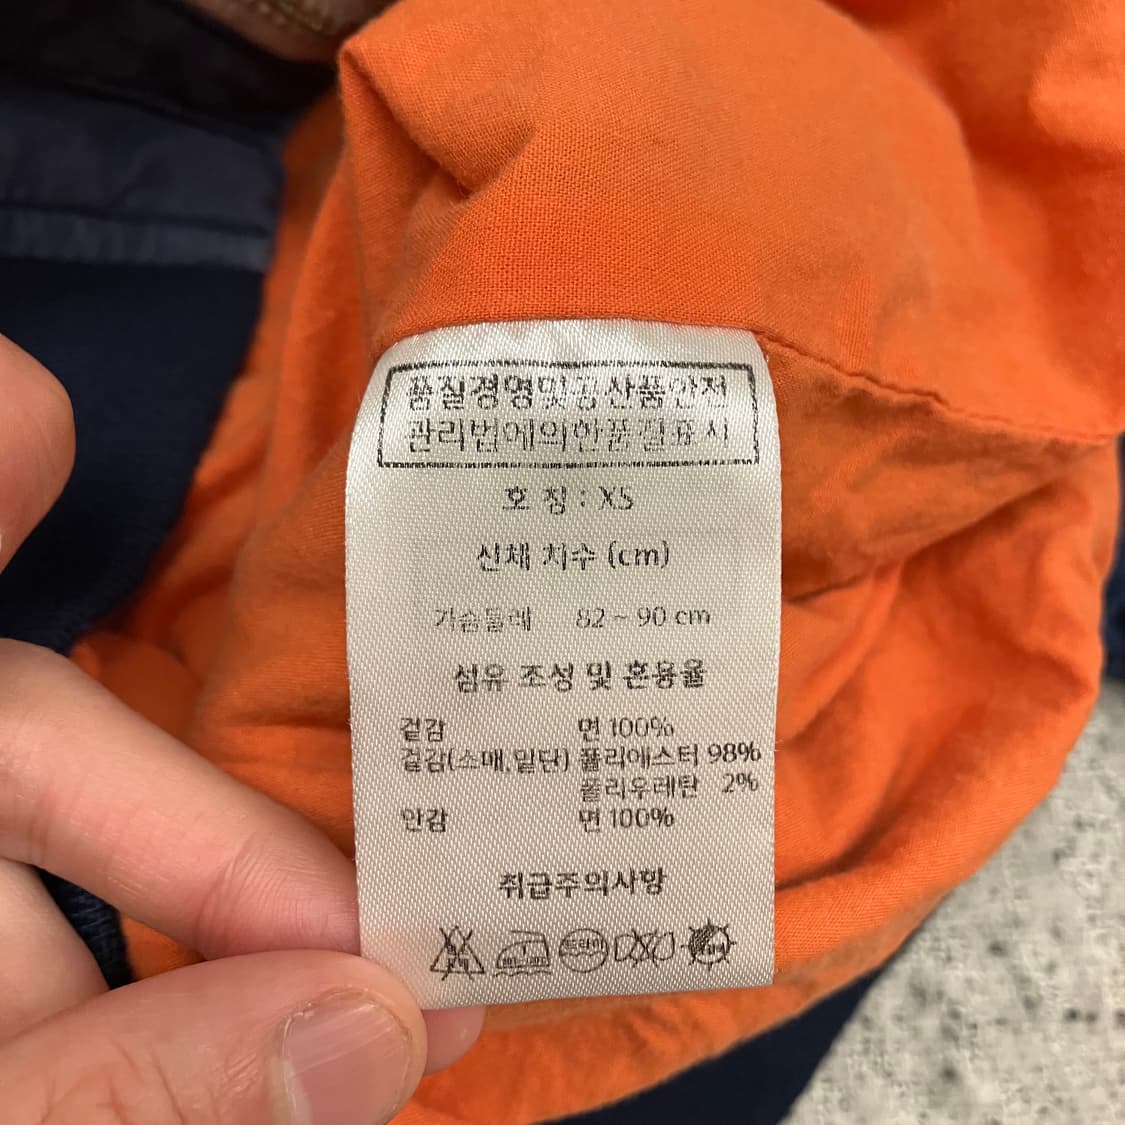 품질경영및공산품안전
관리법에의한품질표시
호 칭 : XS
신체 치수 (cm)
가슴둘레 82 ~ 90 cm
섬유 조성 및 혼용율
겉감 면 100%
겉감(소매,밑단) 폴리에스터 98%
폴리우레탄 2%
안감 면 100%
취급주의사항
드라이